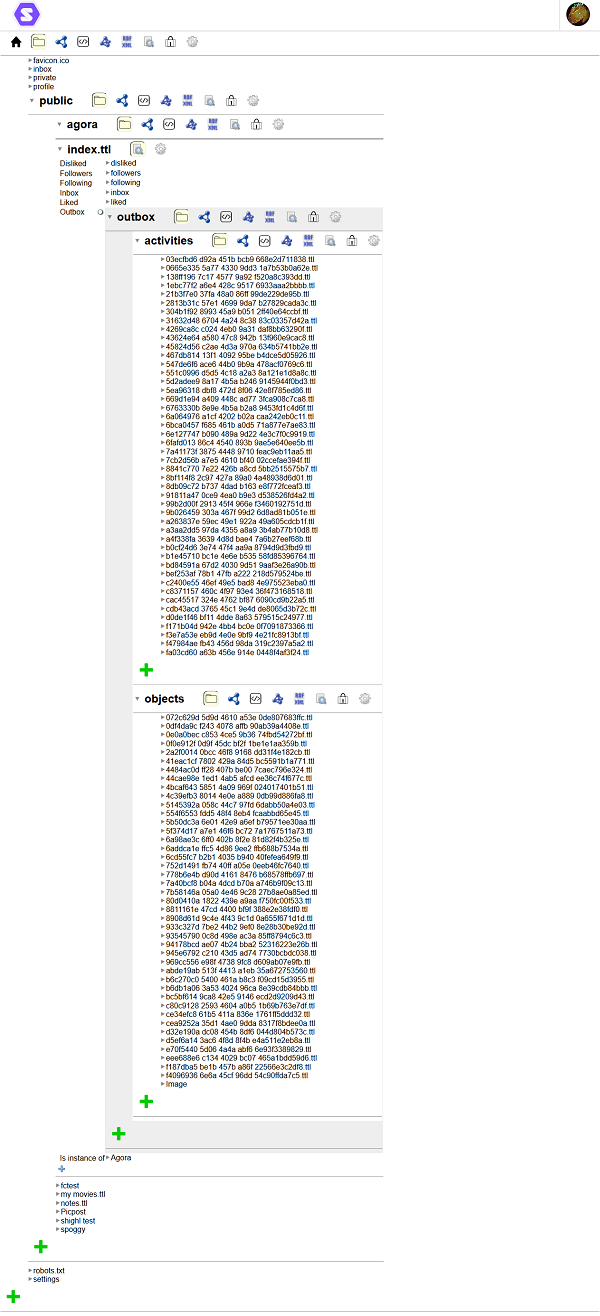 favicon.ico
inbox
private
profile
public
agora
index.ttl
Disliked disliked
Followers followers
Following following
Inbox inbox
Liked liked
Outbox outbox
activities
03ecfbd6 d92a 451b bcb9 668e2d711838.ttl
0665e335 5a77 4330 9dd3 1a7b53b0a62e.ttl
138ff196 7c17 4577 9a92 f520a8c393dd.ttl
1ebc77f2 a6e4 428c 9517 6933aaa2bbbb.ttl
21b3f7e0 37fa 48a0 86ff 99de229de95b.ttl
2813b31c 57e1 4699 9da7 b27829cada3c.ttl
304b1f92 8993 45a9 b051 2ff40e64ccbf.ttl
31632d48 6704 4a24 8c38 83c03357d42a.ttl
4269ca8c c024 4eb0 9a31 daf8bb63290f.ttl
43624e64 a580 47c8 942b 13f960e9cac8.ttl
45824d56 c2ae 4d3a 970a 634b5741bb2e.ttl
467db814 13f1 4092 95be b4dce5d05926.ttl
547de6f6 ace6 44b0 9b9a 478acf0769c6.ttl
551c0996 d5d5 4c18 a2a3 8a121e1d8a8c.ttl
5d2adee9 8a17 4b5a b246 9145944f0bd3.ttl
5ea96318 dbf8 472d 8f06 42e8f785ed86.ttl
669d1e94 a409 448c ad77 3fca908c7ca8.ttl
6763330b 8e9e 4b5a b2a8 9453fd1c4d6f.ttl
6a064976 a1cf 4202 b02a caa242eb0c11.ttl
6bca0457 f685 461b a0d5 71a877e7ae83.ttl
6e127747 b090 489a 9d22 4e3c7f0c9919.ttl
6fafd013 86c4 4540 893b 9ae5e640ee5b.ttl
7a41173f 3875 4448 9710 feac9eb11aa5.ttl
7cb2d56b a7e5 4610 bf40 02ccefae394f.ttl
8841c770 7e22 426b a8cd 5bb2515575b7.ttl
8bf114f8 2c97 427a 89a0 4a48938d6d01.ttl
8db09c72 b737 4dad b163 e8f772fceaf3.ttl
91811a47 0ce9 4ea0 b9e3 d538526fd4a2.ttl
99b2d00f 2913 45f4 966e f3460192751d.ttl
9b026459 303a 467f 99d2 6d8ad81b051e.ttl
a263837e 59ec 49e1 922a 49a605cdcb1f.ttl
a3aa2dd5 97da 4355 a8a9 3b4ab77b10d8.ttl
a4f338fa 3639 4d8d bae4 7a6b27eef68b.ttl
b0cf24d6 3e74 47f4 aa9a 8794d9d3fbd9.ttl
b1e45710 bc1e 4e6e b535 58fd85396764.ttl
bd84591a 67d2 4030 9d51 9aaf3e26a90b.ttl
bef253af 78b1 47fb a222 218d579524be.ttl
c2400e55 46ef 49e5 bad8 4e975523eba0.ttl
c8371157 460c 4f97 93e4 36f473168518.ttl
cac45517 324e 4762 bf87 6090cd9b22a5.ttl
cdb43acd 3765 45c1 9e4d de8065d3b72c.ttl
d0de1f46 bf11 4dde 8a63 579515c24977.ttl
f171b04d 942e 4bb4 bc0e 0f7091873366.ttl
f3e7a53e eb9d 4e0e 9bf9 4e21fc8913bf.ttl
f47984ae fb43 456d 98da 319c2397a5a2.ttl
fa03cd60 a63b 456e 914e 0448f4af3f24.ttl
objects
072c629d 5d9d 4610 a53e 0de807683ffc.ttl
0df4da9c f243 4078 affb 90ab39a4408e.ttl
0e0a0bec c853 4ce5 9b36 74fbd54272bf.ttl
0f0e912f 0d9f 45dc bf2f 1be1e1aa359b.ttl
2a2f0014 0bcc 46f8 9168 dd31f4e182cb.ttl
41eac1cf 7802 429a 84d5 bc5591b1a771.ttl
4484ac0d ff28 407b be00 7caec796e324.ttl
44cae98e 1ed1 4ab5 afcd ee36c74f677c.ttl
4bcaf643 5851 4a09 969f 024017401b51.ttl
4c39efb3 8014 4e0e a889 0db99d886fa8.ttl
5145392a 058c 44c7 97fd 6dabb50a4e03.ttl
554f6553 fdd5 48f4 8eb4 fcaabbd65e45.ttl
5b50dc3a 6e01 42e9 a6ef b79571ee30aa.ttl
5f374d17 a7e1 46f6 bc72 7a1767511a73.ttl
6a98ae3c 6ff0 402b 8f2e 81d82f4b325e.ttl
6addca1e ffc5 4d86 9ee2 ffb688b7534a.ttl
6cd55fc7 b2b1 4035 b940 40fefea649f9.ttl
752d1491 fb74 40ff a05e 0eeb46fc7640.ttl
778b6e4b d90d 4161 8476 b68578ffb697.ttl
7a40bcf8 b04a 4dcd b70a a746b9f09c13.ttl
7b58146a 05a0 4e46 9c28 27b8ae0a85ed.ttl
80d0410a 1822 439e a9aa f750fc00f533.ttl
8811161e 47cd 4400 bf9f 388e2e38fdf0.ttl
8908d61d 9c4e 4f43 9c1d 0a655f671d1d.ttl
933c327d 7be2 44b2 9ef0 8e28b30be92d.ttl
93545790 0c8d 498e ac3a 85ff8794c6c3.ttl
94178bcd ae07 4b24 bba2 52316223e26b.ttl
945e6792 c210 43d5 ad74 7730bcbdc038.ttl
969cc556 e98f 4738 9fc8 d609ab07e9fb.ttl
abde19ab 513f 4413 a1eb 35a672753560.ttl
b6c270c0 5400 461a b8c3 f09cd15d3955.ttl
b6db1a06 3a53 4024 96ca 8e39cdb84bbb.ttl
bc5bf614 9ca8 42e5 9146 ecd2d9209d43.ttl
c80c9128 2593 4604 a0b5 1b69b763e7df.ttl
ce34efc8 61b5 411a 836e 1761ff5ddd32.ttl
cea9252a 35d1 4ae0 9dda 8317f8bdee0a.ttl
d32e190a dc08 454b 8df6 044d804b573c.ttl
d5ef6a14 3ac6 4f8d 8f4b e4a511e2eb8a.ttl
e70f5440 5d06 4a4a abf6 6e93f3389829.ttl
eee688e6 c134 4029 bc07 465a1bdd59d6.ttl
f187dba5 be1b 457b a86f 22566e3c2df8.ttl
f4096936 6e6a 45cf 96dd 54c90ffda7c5.ttl
Image
Is instance of Agora
fctest
my movies.ttl
notes.ttl
Picpost
shighl test
spoggy
robots.txt
settings